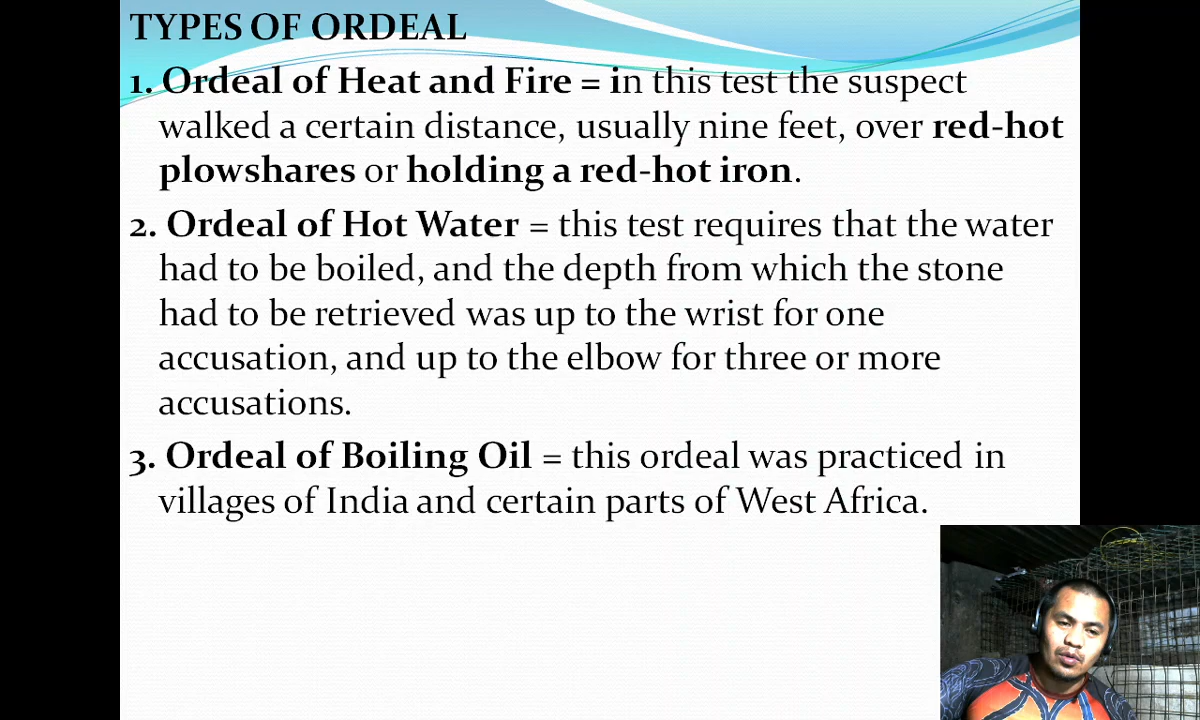 TYPES OF ORDEAL
1. Ordeal of Heat and Fire = in this test the suspect
walked a certain distance, usually nine feet, over red-hot
plowshares or holding a red-hot iron.
2. Ordeal of Hot Water = this test requires that the water
had to be boiled, and the depth from which the stone
had to be retrieved was up to the wrist for one
accusation, and up to the elbow for three or more
accusations.
3. Ordeal of Boiling Oil = this ordeal was practiced in
villages of India and certain parts of West Africa.